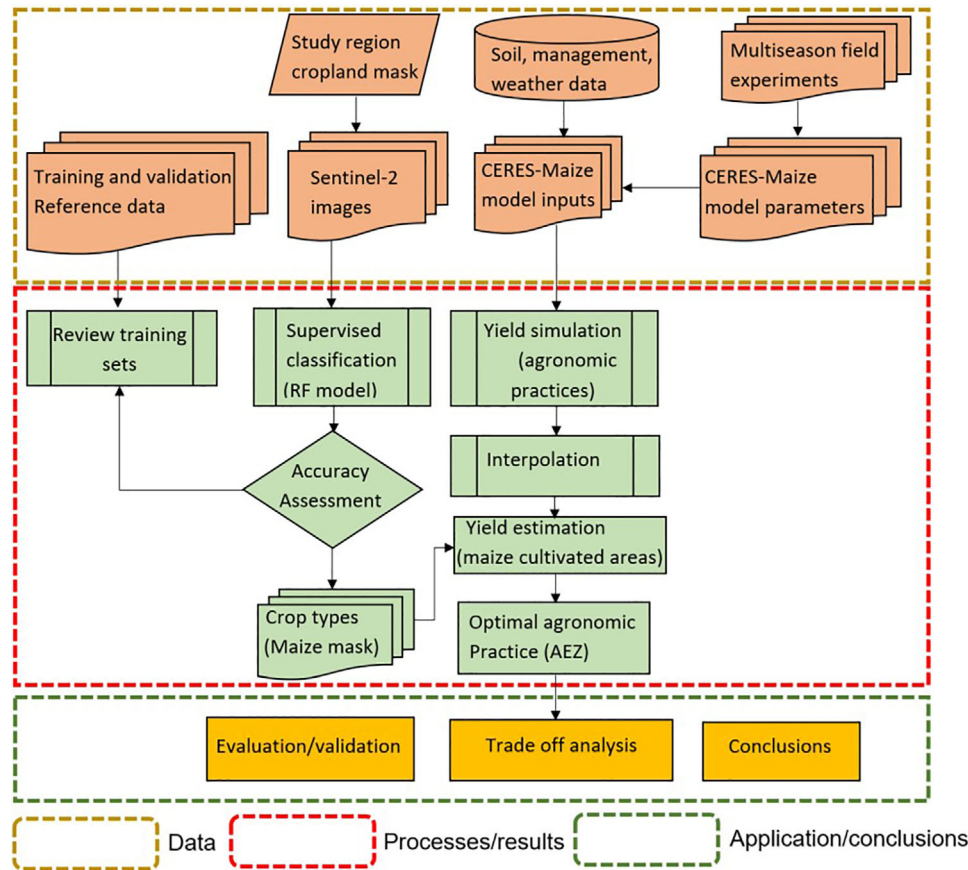 Study region
cropland mask
Soil, management,
weather data
Multiseason field
experiments
Training and validation
Reference data
Sentinel-2
images
CERES-Maize
model inputs
CERES-Maize
model parameters
Review training
sets
Supervised
classification
(RF model)
Yield simulation
(agronomic
practices)
Accuracy
Assessment
Interpolation
Yield estimation
(maize cultivated areas)
Crop types
(Maize mask)
Optimal agronomic
Practice (AEZ)
Evaluation/validation
Trade off analysis
Conclusions
Data
Processes/results
Application/conclusions